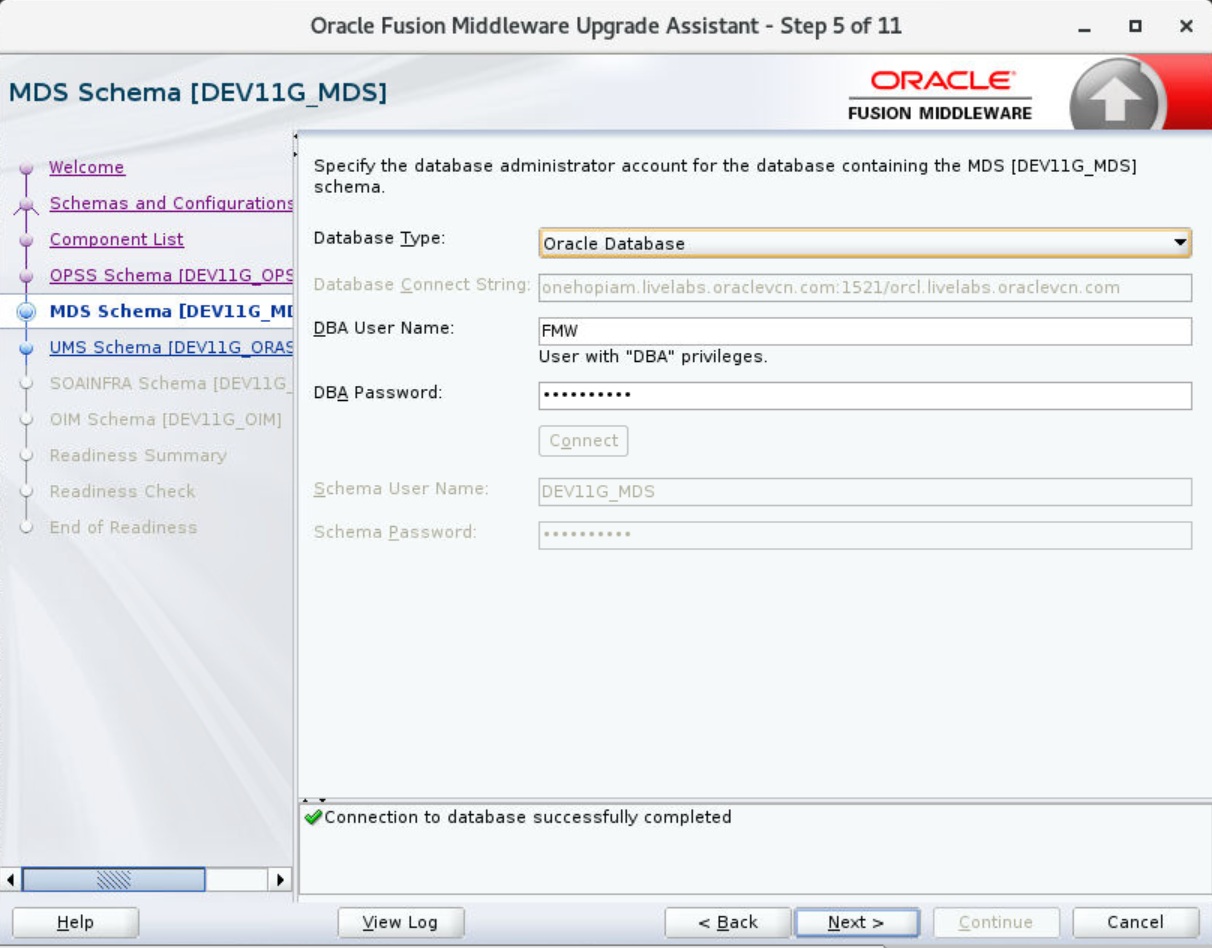 Oracle Fusion Middleware Upgrade Assistant - Step 5 of 11
MDS Schema [DEV11G_MDS]
ORACLE
FUSION MIDDLEWARE
Welcome
Schemas and Configurations
Component List
OPSS Schema [DEV11G_OPS
MDS Schema [DEV11G_MD
UMS Schema [DEV11G_ORAS
SOAINFRA Schema [DEV11G_
OIM Schema [DEV11G_OIM]
Readiness Summary
Readiness Check
End of Readiness
Specify the database administrator account for the database containing the MDS [DEV11G_MDS]
schema.
Database Type:
Oracle Database
Database Connect String:
onehopiam.livelabs.oraclevcn.com:1521/orcl.livelabs.oraclevcn.com
DBA User Name:
FMW
User with "DBA" privileges.
DBA Password:
••••••••••
Connect
Schema User Name:
DEV11G_MDS
Schema Password:
••••••••••
Connection to database successfully completed
Help
View Log
< Back
Next >
Continue
Cancel